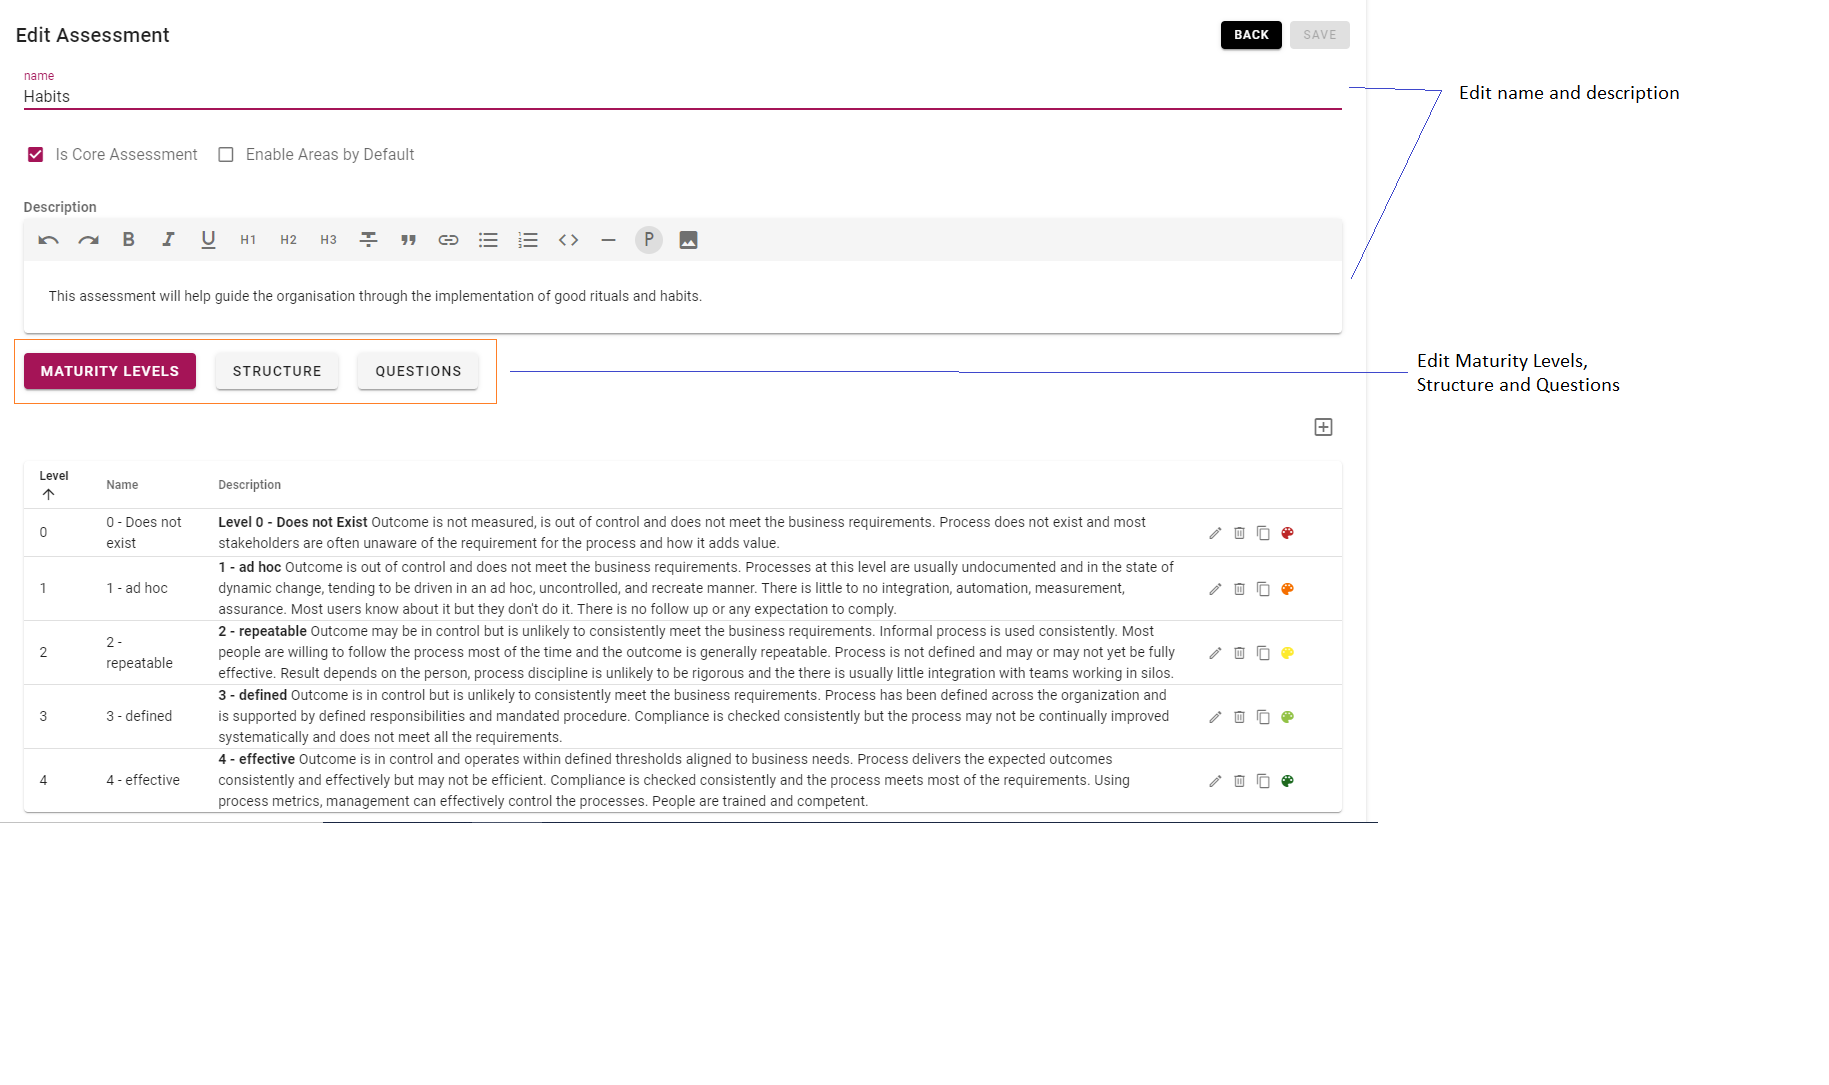 Edit Assessment
BACK
SAVE
name
Habits
Edit name and description
Is Core Assessment
Enable Areas by Default
Description
B I U H1 H2 H3 P
This assessment will help guide the organisation through the implementation of good rituals and habits.
MATURITY LEVELS
STRUCTURE
QUESTIONS
Edit Maturity Levels,
Structure and Questions
Level
Name
Description
0
0 - Does not
exist
Level 0 - Does not Exist Outcome is not measured, is out of control and does not meet the business requirements. Process does not exist and most
stakeholders are often unaware of the requirement for the process and how it adds value.
1
1 - ad hoc
1 - ad hoc Outcome is out of control and does not meet the business requirements. Processes at this level are usually undocumented and in the state of
dynamic change, tending to be driven in an ad hoc, uncontrolled, and recreate manner. There is little to no integration, automation, measurement,
assurance. Most users know about it but they don't do it. There is no follow up or any expectation to comply.
2
2 -
repeatable
2 - repeatable Outcome may be in control but is unlikely to consistently meet the business requirements. Informal process is used consistently. Most
people are willing to follow the process most of the time and the outcome is generally repeatable. Process is not defined and may or may not yet be fully
effective. Result depends on the person, process discipline is unlikely to be rigorous and the there is usually little integration with teams working in silos.
3
3 - defined
3 - defined Outcome is in control but is unlikely to consistently meet the business requirements. Process has been defined across the organization and
is supported by defined responsibilities and mandated procedure. Compliance is checked consistently but the process may not be continually improved
systematically and does not meet all the requirements.
4
4 - effective
4 - effective Outcome is in control and operates within defined thresholds aligned to business needs. Process delivers the expected outcomes
consistently and effectively but may not be efficient. Compliance is checked consistently and the process meets most of the requirements. Using
process metrics, management can effectively control the processes. People are trained and competent.